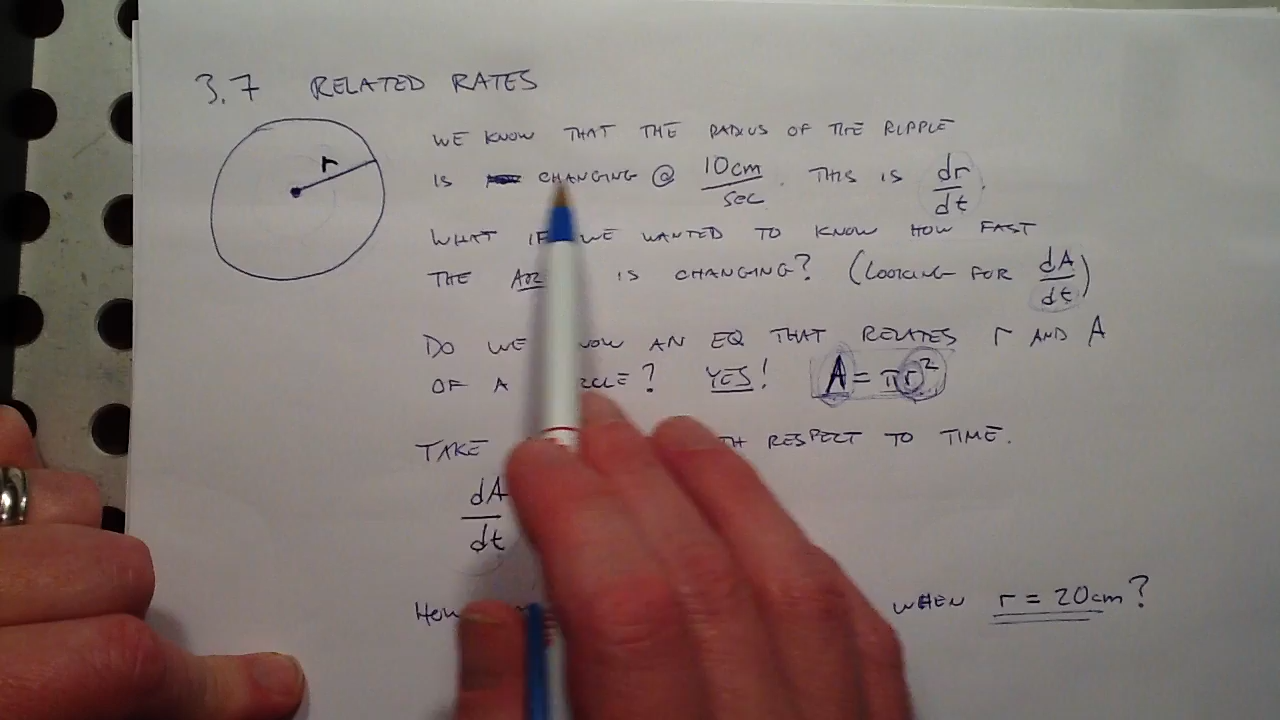 3.7 RELATED RATES
r
WE KNOW THAT THE RADIUS OF THE RIPPLE
IS CHANGING @ 10cm/sec. THIS IS dr/dt.
WHAT IF WE WANTED TO KNOW HOW FAST
THE IS CHANGING? (LOOKING FOR dA/dt)
DO WE AN EQ THAT RELATES r AND A
OF A ? YES! A = πr²
TAKE RESPECT TO TIME.
dA/dt
HOW WHEN r = 20cm?